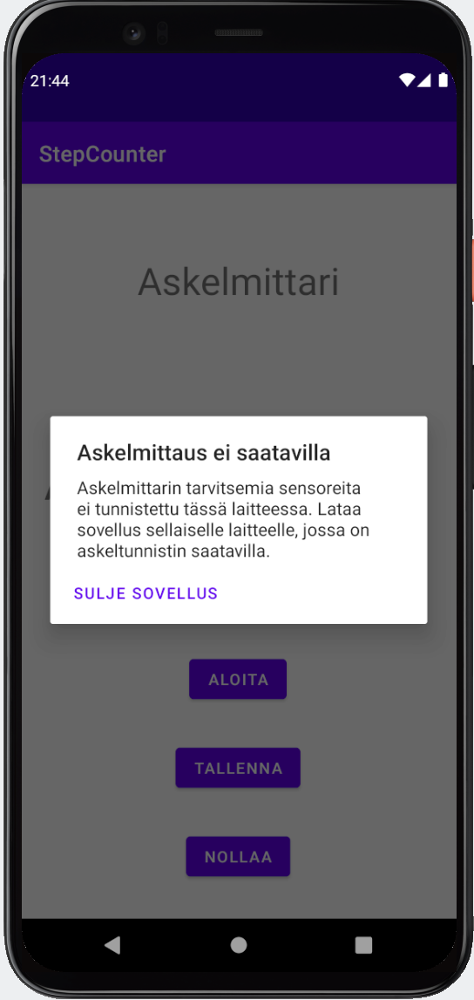 21:44
StepCounter
Askelmittari
Askelmittaus ei saatavilla
Askelmittarin tarvitsemia sensoreita
ei tunnistettu tässä laitteessa. Lataa
sovellus sellaiselle laitteelle, jossa on
askeltunnistin saatavilla.
SULJE SOVELLUS
ALOITA
TALLENNA
NOLLAA